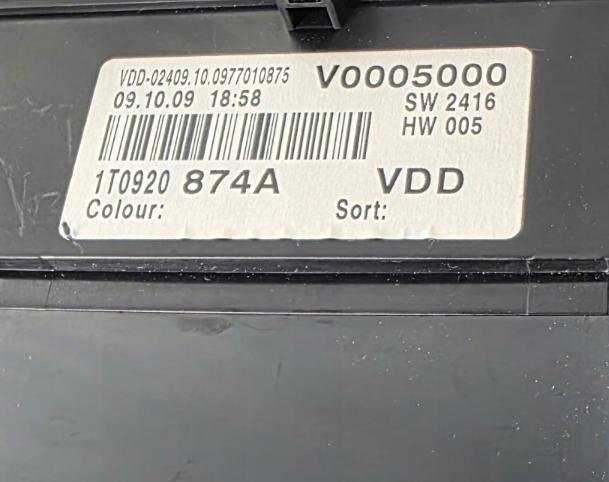 VDD-02409.10.0977010875 V0005000
09.10.09 18:58 SW 2416
HW 005
1T0920 874A VDD
Colour: Sort: